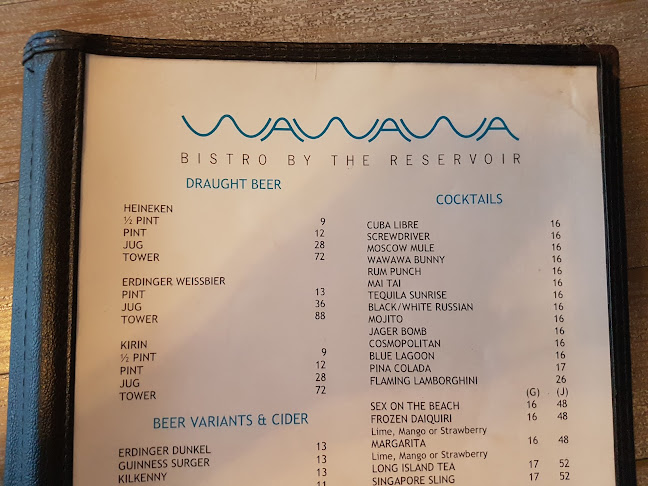 WAWAWA
BISTRO BY THE RESERVOIR
DRAUGHT BEER
HEINEKEN
½ PINT 9
PINT 12
JUG 28
TOWER 72
ERDINGER WEISSBIER
PINT 13
JUG 36
TOWER 88
KIRIN
½ PINT 9
PINT 12
JUG 28
TOWER 72
BEER VARIANTS & CIDER
ERDINGER DUNKEL 13
GUINNESS SURGER 13
KILKENNY 13
COCKTAILS
CUBA LIBRE 16
SCREWDRIVER 16
MOSCOW MULE 16
WAWAWA BUNNY 16
RUM PUNCH 16
MAI TAI 16
TEQUILA SUNRISE 16
BLACK/WHITE RUSSIAN 16
MOJITO 16
JAGER BOMB 16
COSMOPOLITAN 16
BLUE LAGOON 16
PINA COLADA 17
FLAMING LAMBORGHINI 26
(G) (J)
SEX ON THE BEACH 16 48
FROZEN DAIQUIRI 16 48
Lime, Mango or Strawberry
MARGARITA 16 48
Lime, Mango or Strawberry
LONG ISLAND TEA 17 52
SINGAPORE SLING 17 52